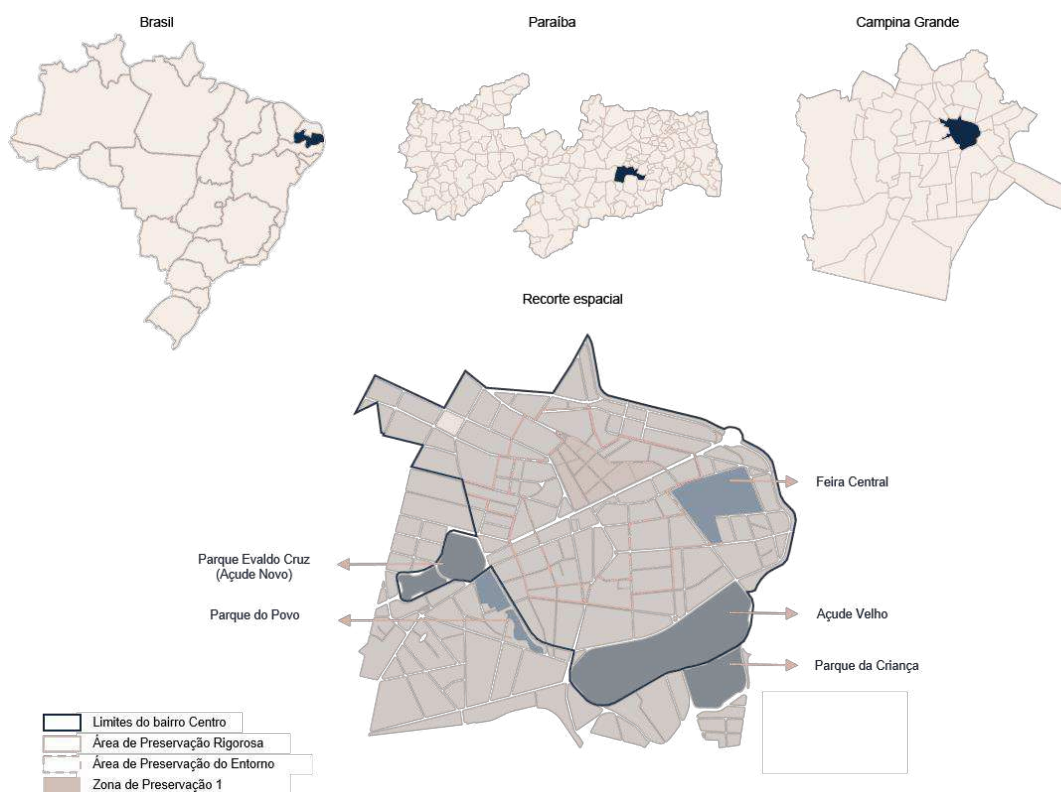 Brasil
Paraíba
Campina Grande
Recorte espacial
Feira Central
Parque Evaldo Cruz
(Açude Novo)
Parque do Povo
Açude Velho
Parque da Criança
Limites do bairro Centro
Área de Preservação Rigorosa
Área de Preservação do Entorno
Zona de Preservação 1